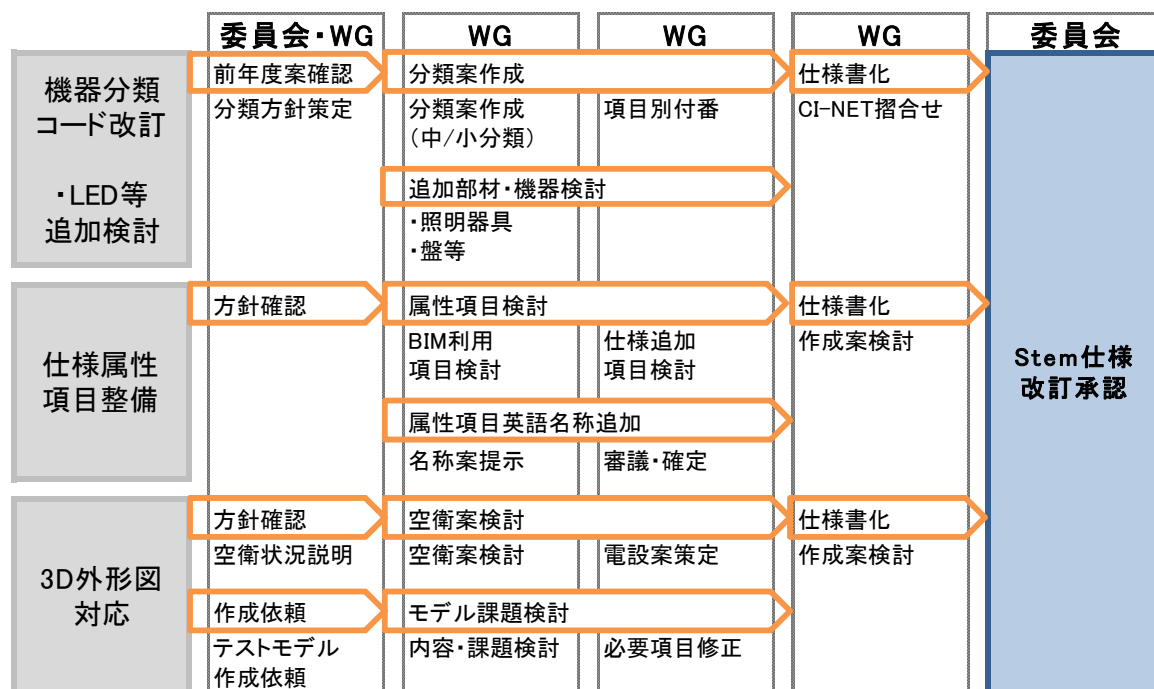 委員会・WG
WG
WG
WG
委員会
機器分類
コード改訂
・LED等
追加検討
前年度案確認
分類案作成
仕様書化
分類方針策定
分類案作成
(中/小分類)
項目別付番
CI-NET摺合せ
追加部材・機器検討
・照明器具
・盤等
仕様属性
項目整備
方針確認
属性項目検討
仕様書化
BIM利用
項目検討
仕様追加
項目検討
作成案検討
属性項目英語名称追加
名称案提示
審議・確定
3D外形図
対応
方針確認
空衛案検討
仕様書化
空衛状況説明
空衛案検討
電設案策定
作成案検討
作成依頼
モデル課題検討
テストモデル
作成依頼
内容・課題検討
必要項目修正
Stem仕様
改訂承認